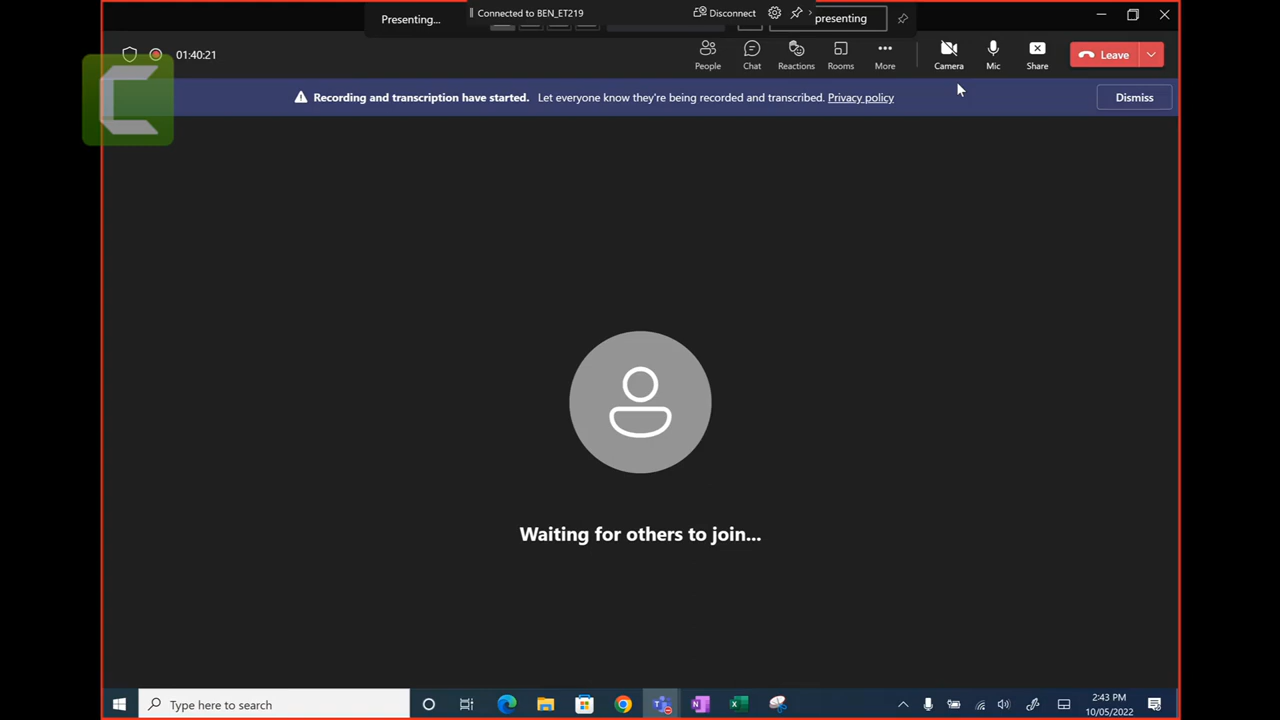 Presenting...
Connected to BEN_ET219
Disconnect
presenting
01:40:21
People
Chat
Reactions
Rooms
More
Camera
Mic
Share
Leave
Recording and transcription have started. Let everyone know they're being recorded and transcribed. Privacy policy
Dismiss
Waiting for others to join...
Type here to search
2:43 PM
10/05/2022